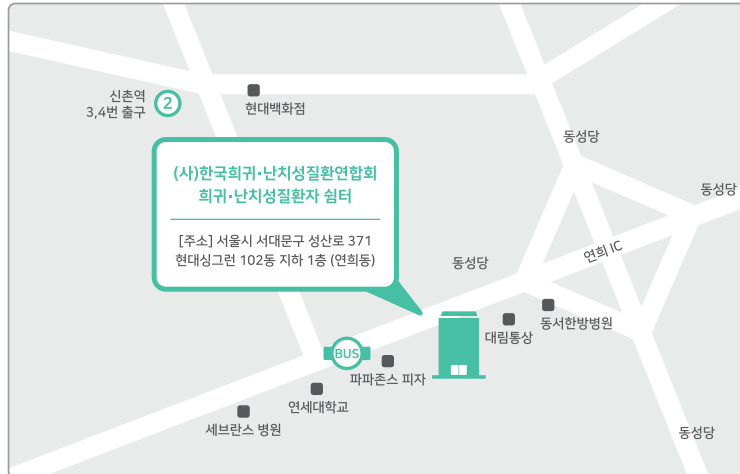 신촌역
3,4번 출구
2
현대백화점
동성당
동성당
(사)한국희귀·난치성질환연합회
희귀·난치성질환자 쉼터
[주소] 서울시 서대문구 성산로 371
현대싱그런 102동 지하 1층 (연희동)
연희 IC
동성당
동서한방병원
대림통상
BUS
파파존스 피자
연세대학교
세브란스 병원
동성당